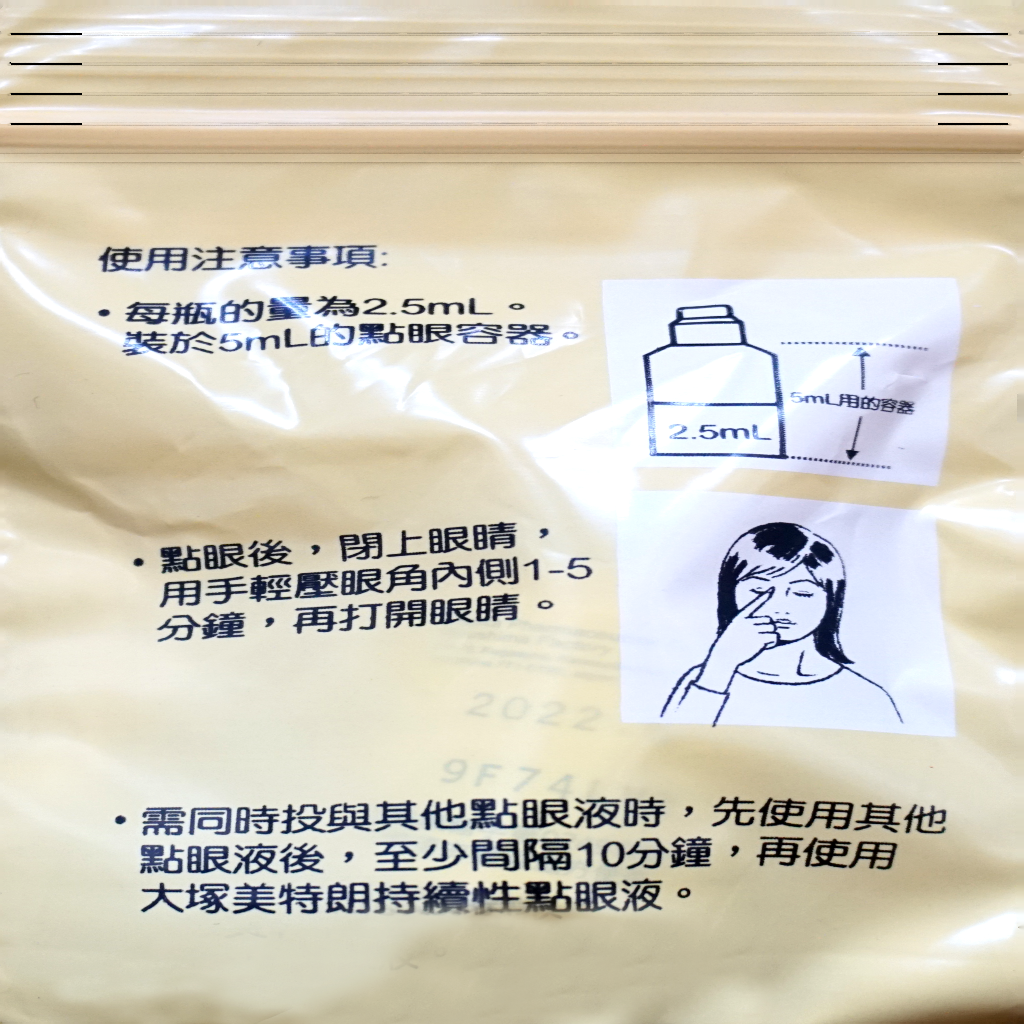 使用注意事項:
・每瓶的量為2.5mL。
裝於5mL的點眼容器。
5mL用的容器
2.5mL
・點眼後，閉上眼睛，
用手輕壓眼角內側1-5
分鐘，再打開眼睛。
2022
9F74
・需同時投與其他點眼液時，先使用其他
點眼液後，至少間隔10分鐘，再使用
大塚美特朗持續性點眼液。